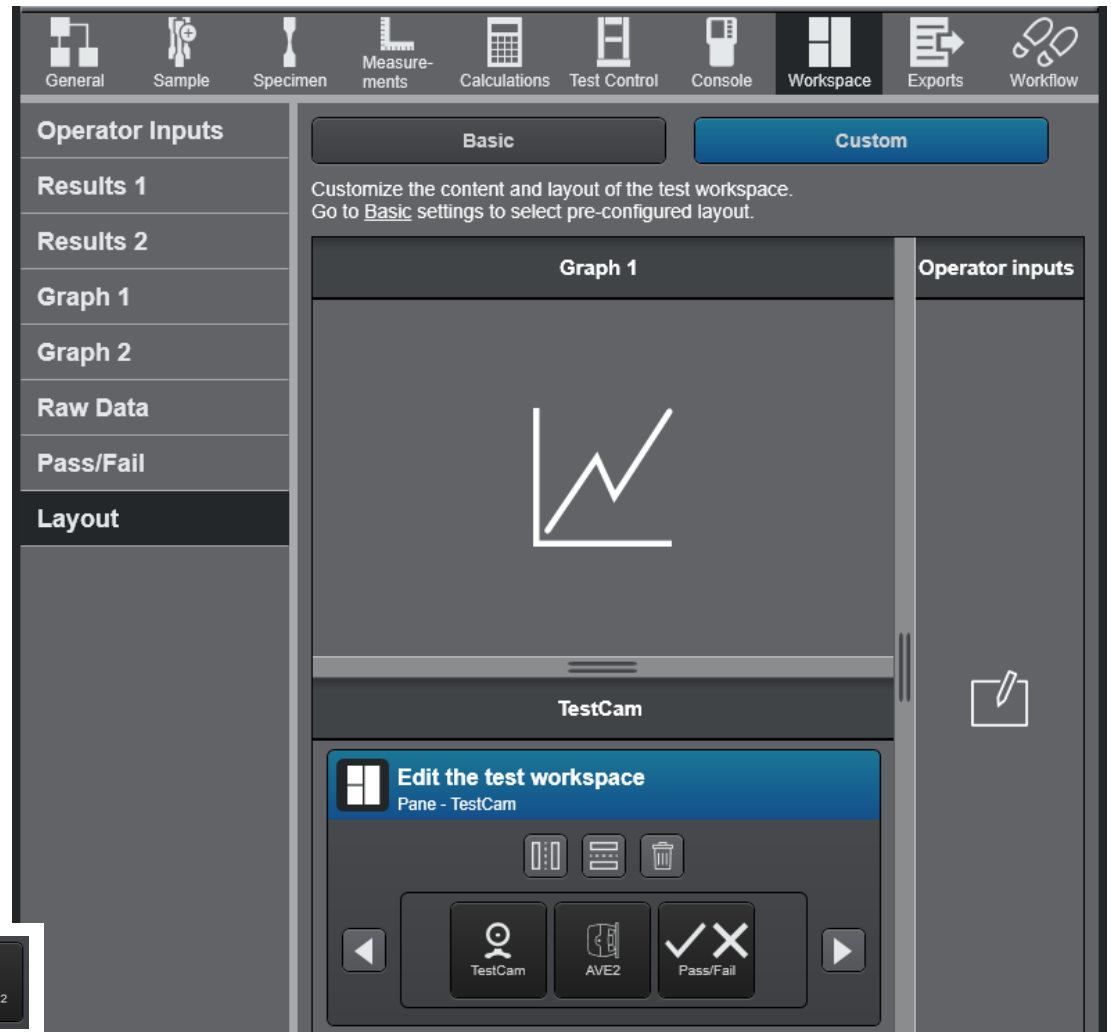 General
Sample
Specimen
Measure-
ments
Calculations
Test Control
Console
Workspace
Exports
Workflow
Operator Inputs
Results 1
Results 2
Graph 1
Graph 2
Raw Data
Pass/Fail
Layout
Basic
Custom
Customize the content and layout of the test workspace.
Go to Basic settings to select pre-configured layout.
Graph 1
Operator inputs
TestCam
Edit the test workspace
Pane - TestCam
TestCam
AVE2
Pass/Fail
2